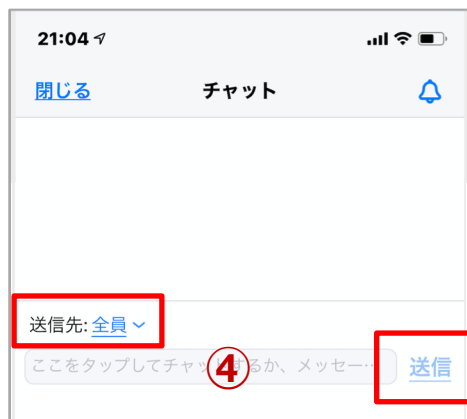 21:04
閉じる
チャット
送信先: 全員
ここをタップしてチャットするか、メッセー…
④
送信